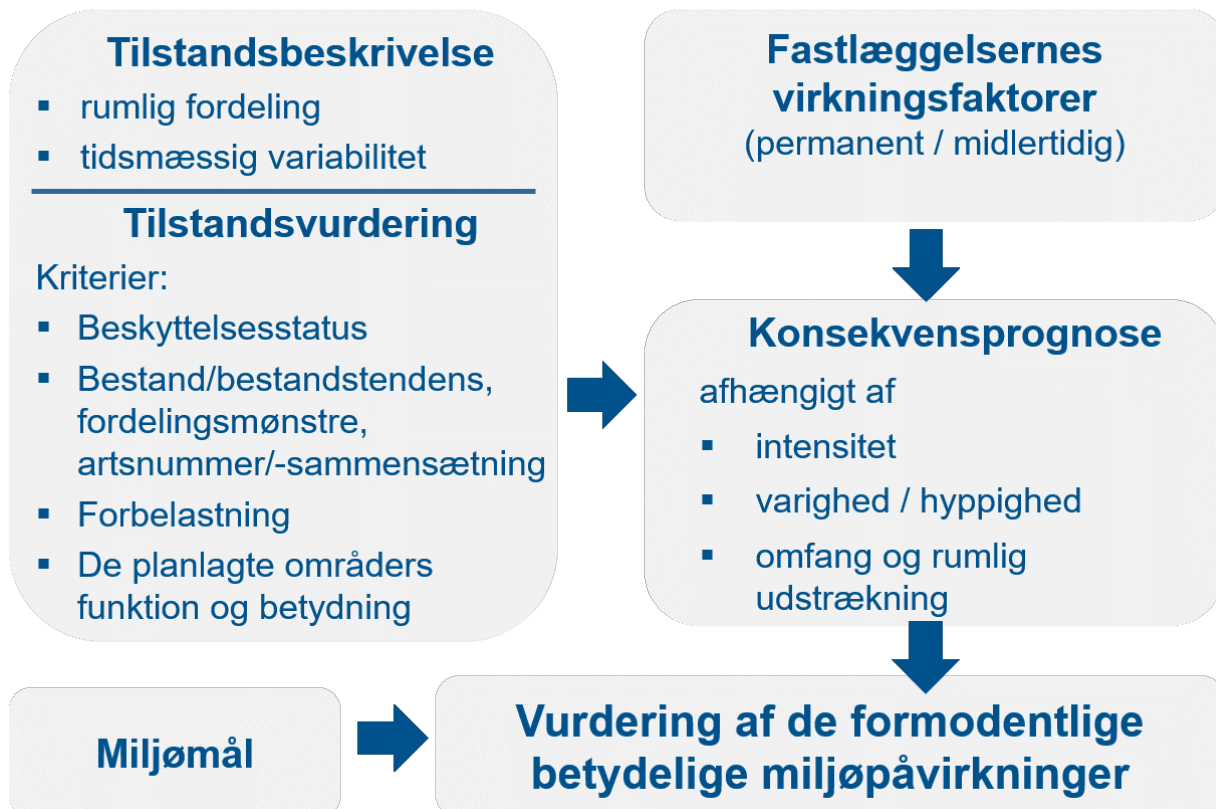 Tilstandsbeskrivelse
▪ rumlig fordeling
▪ tidsmæssig variabilitet
Tilstandsvurdering
Kriterier:
▪ Beskyttelsesstatus
▪ Bestand/bestandstendens,
fordelingsmønstre,
artsnummer/-sammensætning
▪ Forbelastning
▪ De planlagte områders
funktion og betydning
Fastlæggelsernes
virkningsfaktorer
(permanent / midlertidig)
Konsekvensprognose
afhængigt af
▪ intensitet
▪ varighed / hyppighed
▪ omfang og rumlig
udstrækning
Miljømål
Vurdering af de formodentlige
betydelige miljøpåvirkninger